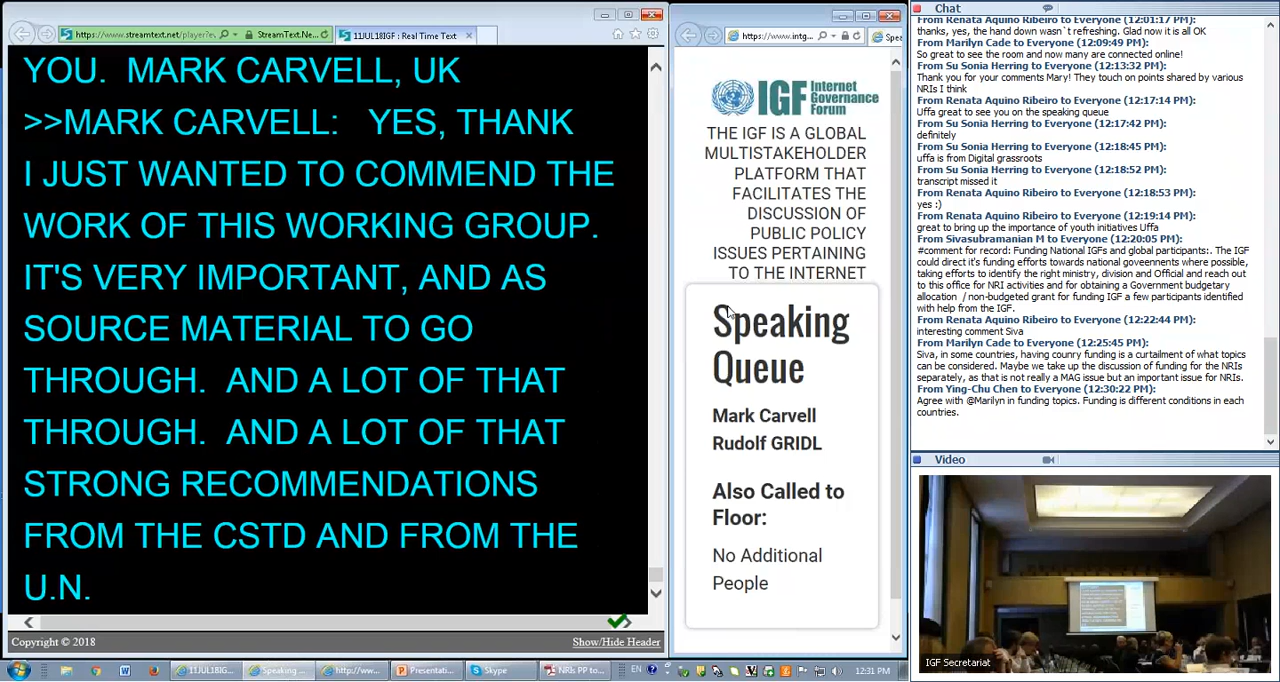 https://www.streamtext.net/player?ev
StreamText.Ne...
11JUL18IGF : Real Time Text
YOU.  MARK CARVELL, UK
>>MARK CARVELL:   YES, THANK
I JUST WANTED TO COMMEND THE
WORK OF THIS WORKING GROUP.
IT'S VERY IMPORTANT, AND AS
SOURCE MATERIAL TO GO
THROUGH.  AND A LOT OF THAT
THROUGH.  AND A LOT OF THAT
STRONG RECOMMENDATIONS
FROM THE CSTD AND FROM THE
U.N.
Copyright © 2018
Show/Hide Header
https://www.intg
Spea
IGF Internet
Governance
Forum
THE IGF IS A GLOBAL
MULTISTAKEHOLDER
PLATFORM THAT
FACILITATES THE
DISCUSSION OF
PUBLIC POLICY
ISSUES PERTAINING
TO THE INTERNET
Speaking
Queue
Mark Carvell
Rudolf GRIDL
Also Called to
Floor:
No Additional
People
Chat
From Renata Aquino Ribeiro to Everyone (12:01:17 PM):
thanks, yes, the hand down wasn`t refreshing. Glad now it is all OK
From Marilyn Cade to Everyone (12:09:49 PM):
So great to see the room and now many are connected online!
From Su Sonia Herring to Everyone (12:13:32 PM):
Thank you for your comments Mary! They touch on points shared by various
NRIs I think
From Renata Aquino Ribeiro to Everyone (12:17:14 PM):
Uffa great to see you on the speaking queue
From Su Sonia Herring to Everyone (12:17:42 PM):
definitely
From Su Sonia Herring to Everyone (12:18:45 PM):
uffa is from Digital grassroots
From Su Sonia Herring to Everyone (12:18:52 PM):
transcript missed it
From Renata Aquino Ribeiro to Everyone (12:18:53 PM):
yes :)
From Renata Aquino Ribeiro to Everyone (12:19:14 PM):
great to bring up the importance of youth initiatives Uffa
From Sivasubramanian M to Everyone (12:20:05 PM):
#comment for record: Funding National IGFs and global participants:. The IGF
could direct it's funding efforts towards national goveenents where possible,
taking efforts to identify the right ministry, division and Official and reach out
to this office for NRI activities and for obtaining a Government budgetary
allocation  / non-budgeted grant for funding IGF a few participants identified
with help from the IGF.
From Renata Aquino Ribeiro to Everyone (12:22:44 PM):
interesting comment Siva
From Marilyn Cade to Everyone (12:25:45 PM):
Siva, in some countries, having counry funding is a curtailment of what topics
can be considered. Maybe we take up the discussion of funding for the NRIs
separately, as that is not really a MAG issue but an important issue for NRIs.
From Ying-Chu Chen to Everyone (12:30:22 PM):
Agree with @Marilyn in funding topics. Funding is different conditions in each
countries.
Video
IGF Secretariat
11JUL18IG...
Speaking ...
http://ww...
Presentati...
Skype
NRIs PP to...
EN
12:31 PM